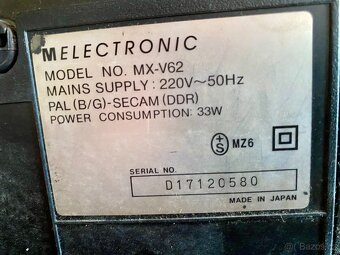 MELECTRONIC
MODEL NO. MX-V62
MAINS SUPPLY : 220V~50Hz
PAL (B/G)-SECAM (DDR)
POWER CONSUMPTION: 33W
+S MZ6
SERIAL NO.
D17120580
MADE IN JAPAN